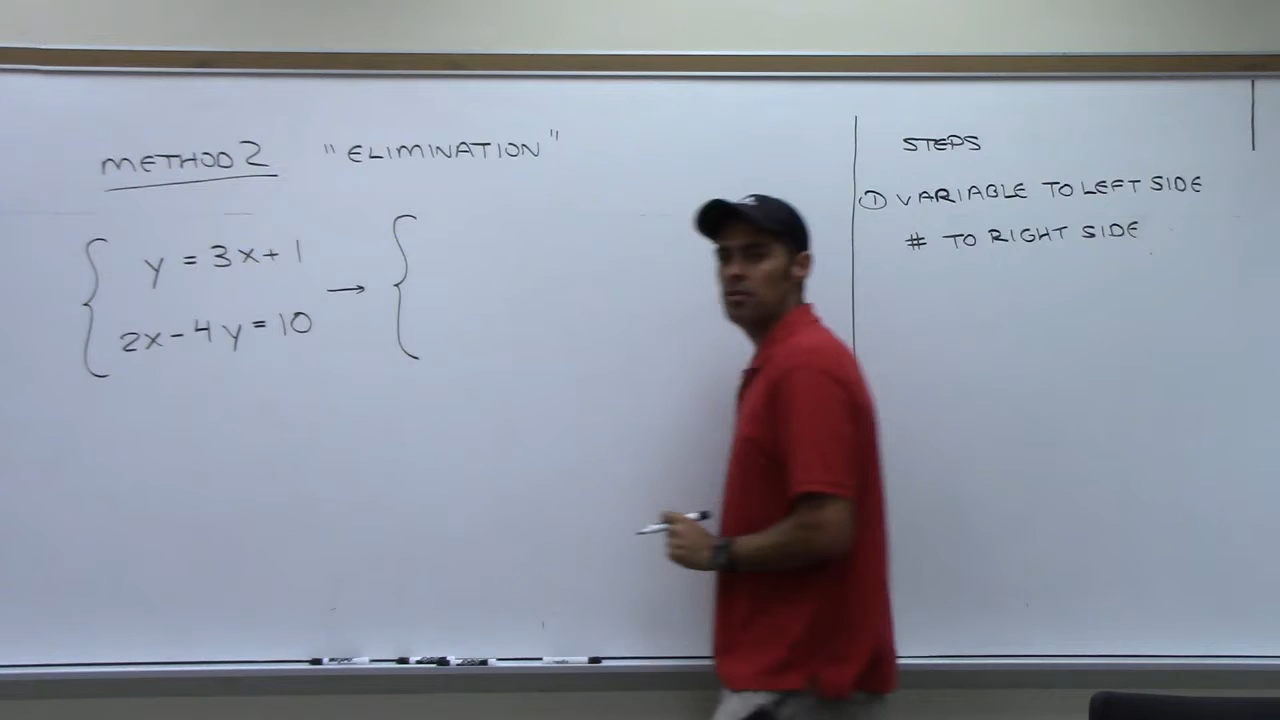 METHOD 2 "ELIMINATION"
y = 3x + 1 →
2x - 4y = 10
STEPS
① VARIABLE TO LEFT SIDE
# TO RIGHT SIDE